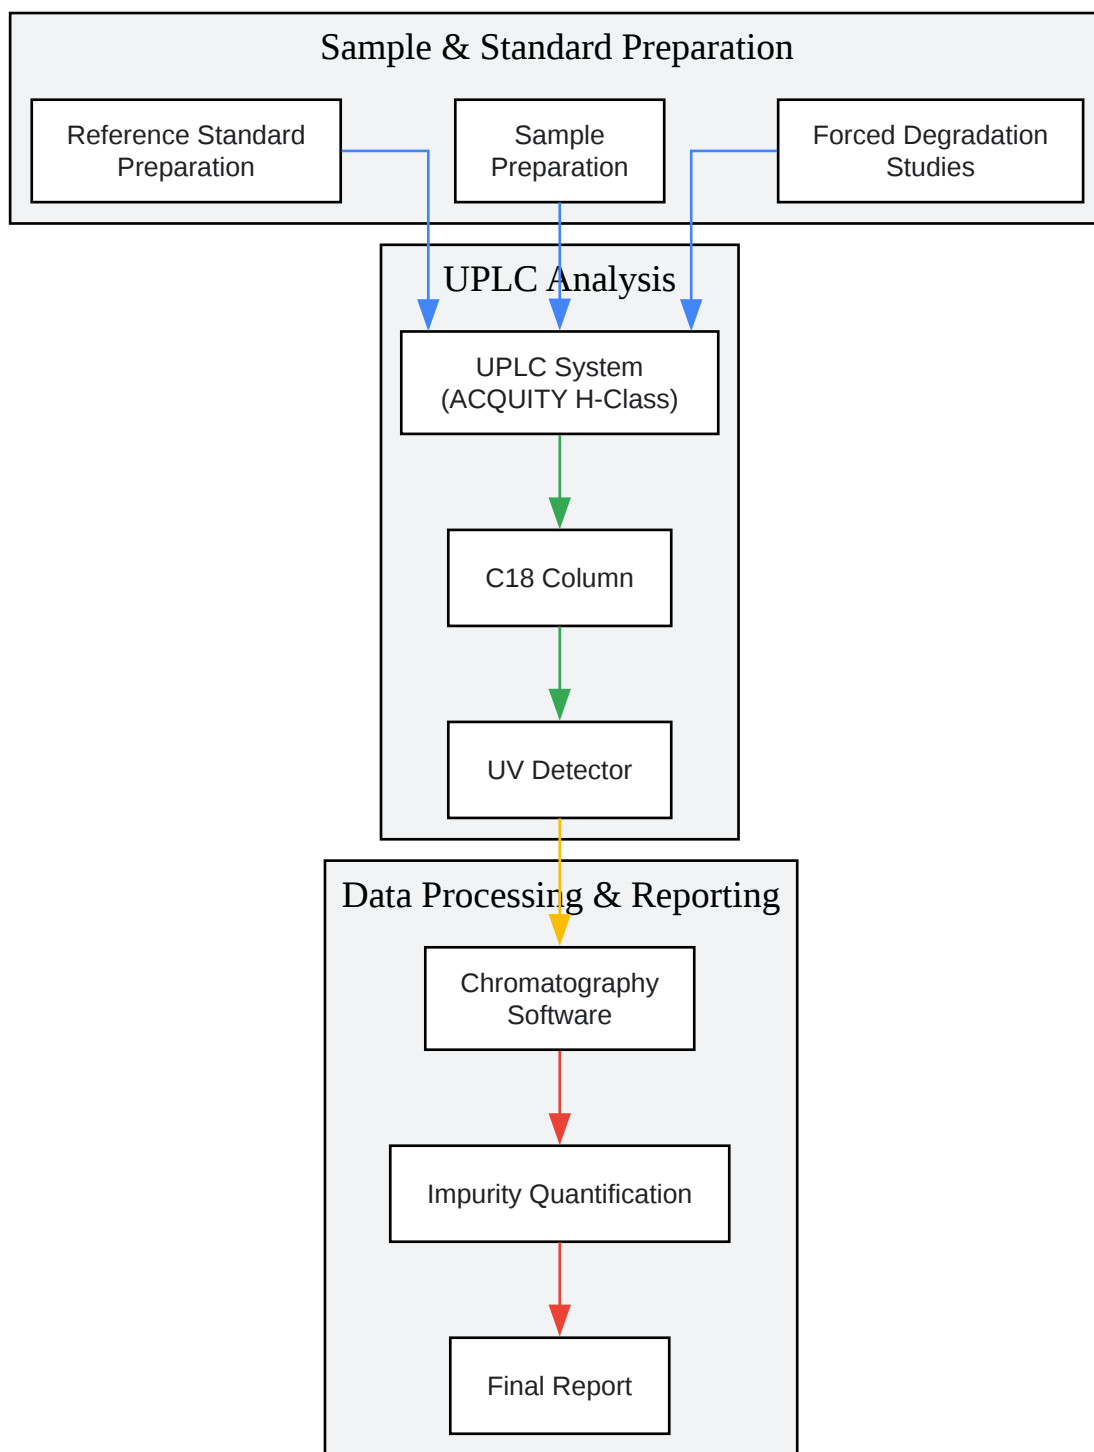 Sample & Standard Preparation
Reference Standard
Preparation
Sample
Preparation
Forced Degradation
Studies
UPLC Analysis
UPLC System
(ACQUITY H-Class)
C18 Column
UV Detector
Data Processing & Reporting
Chromatography
Software
Impurity Quantification
Final Report